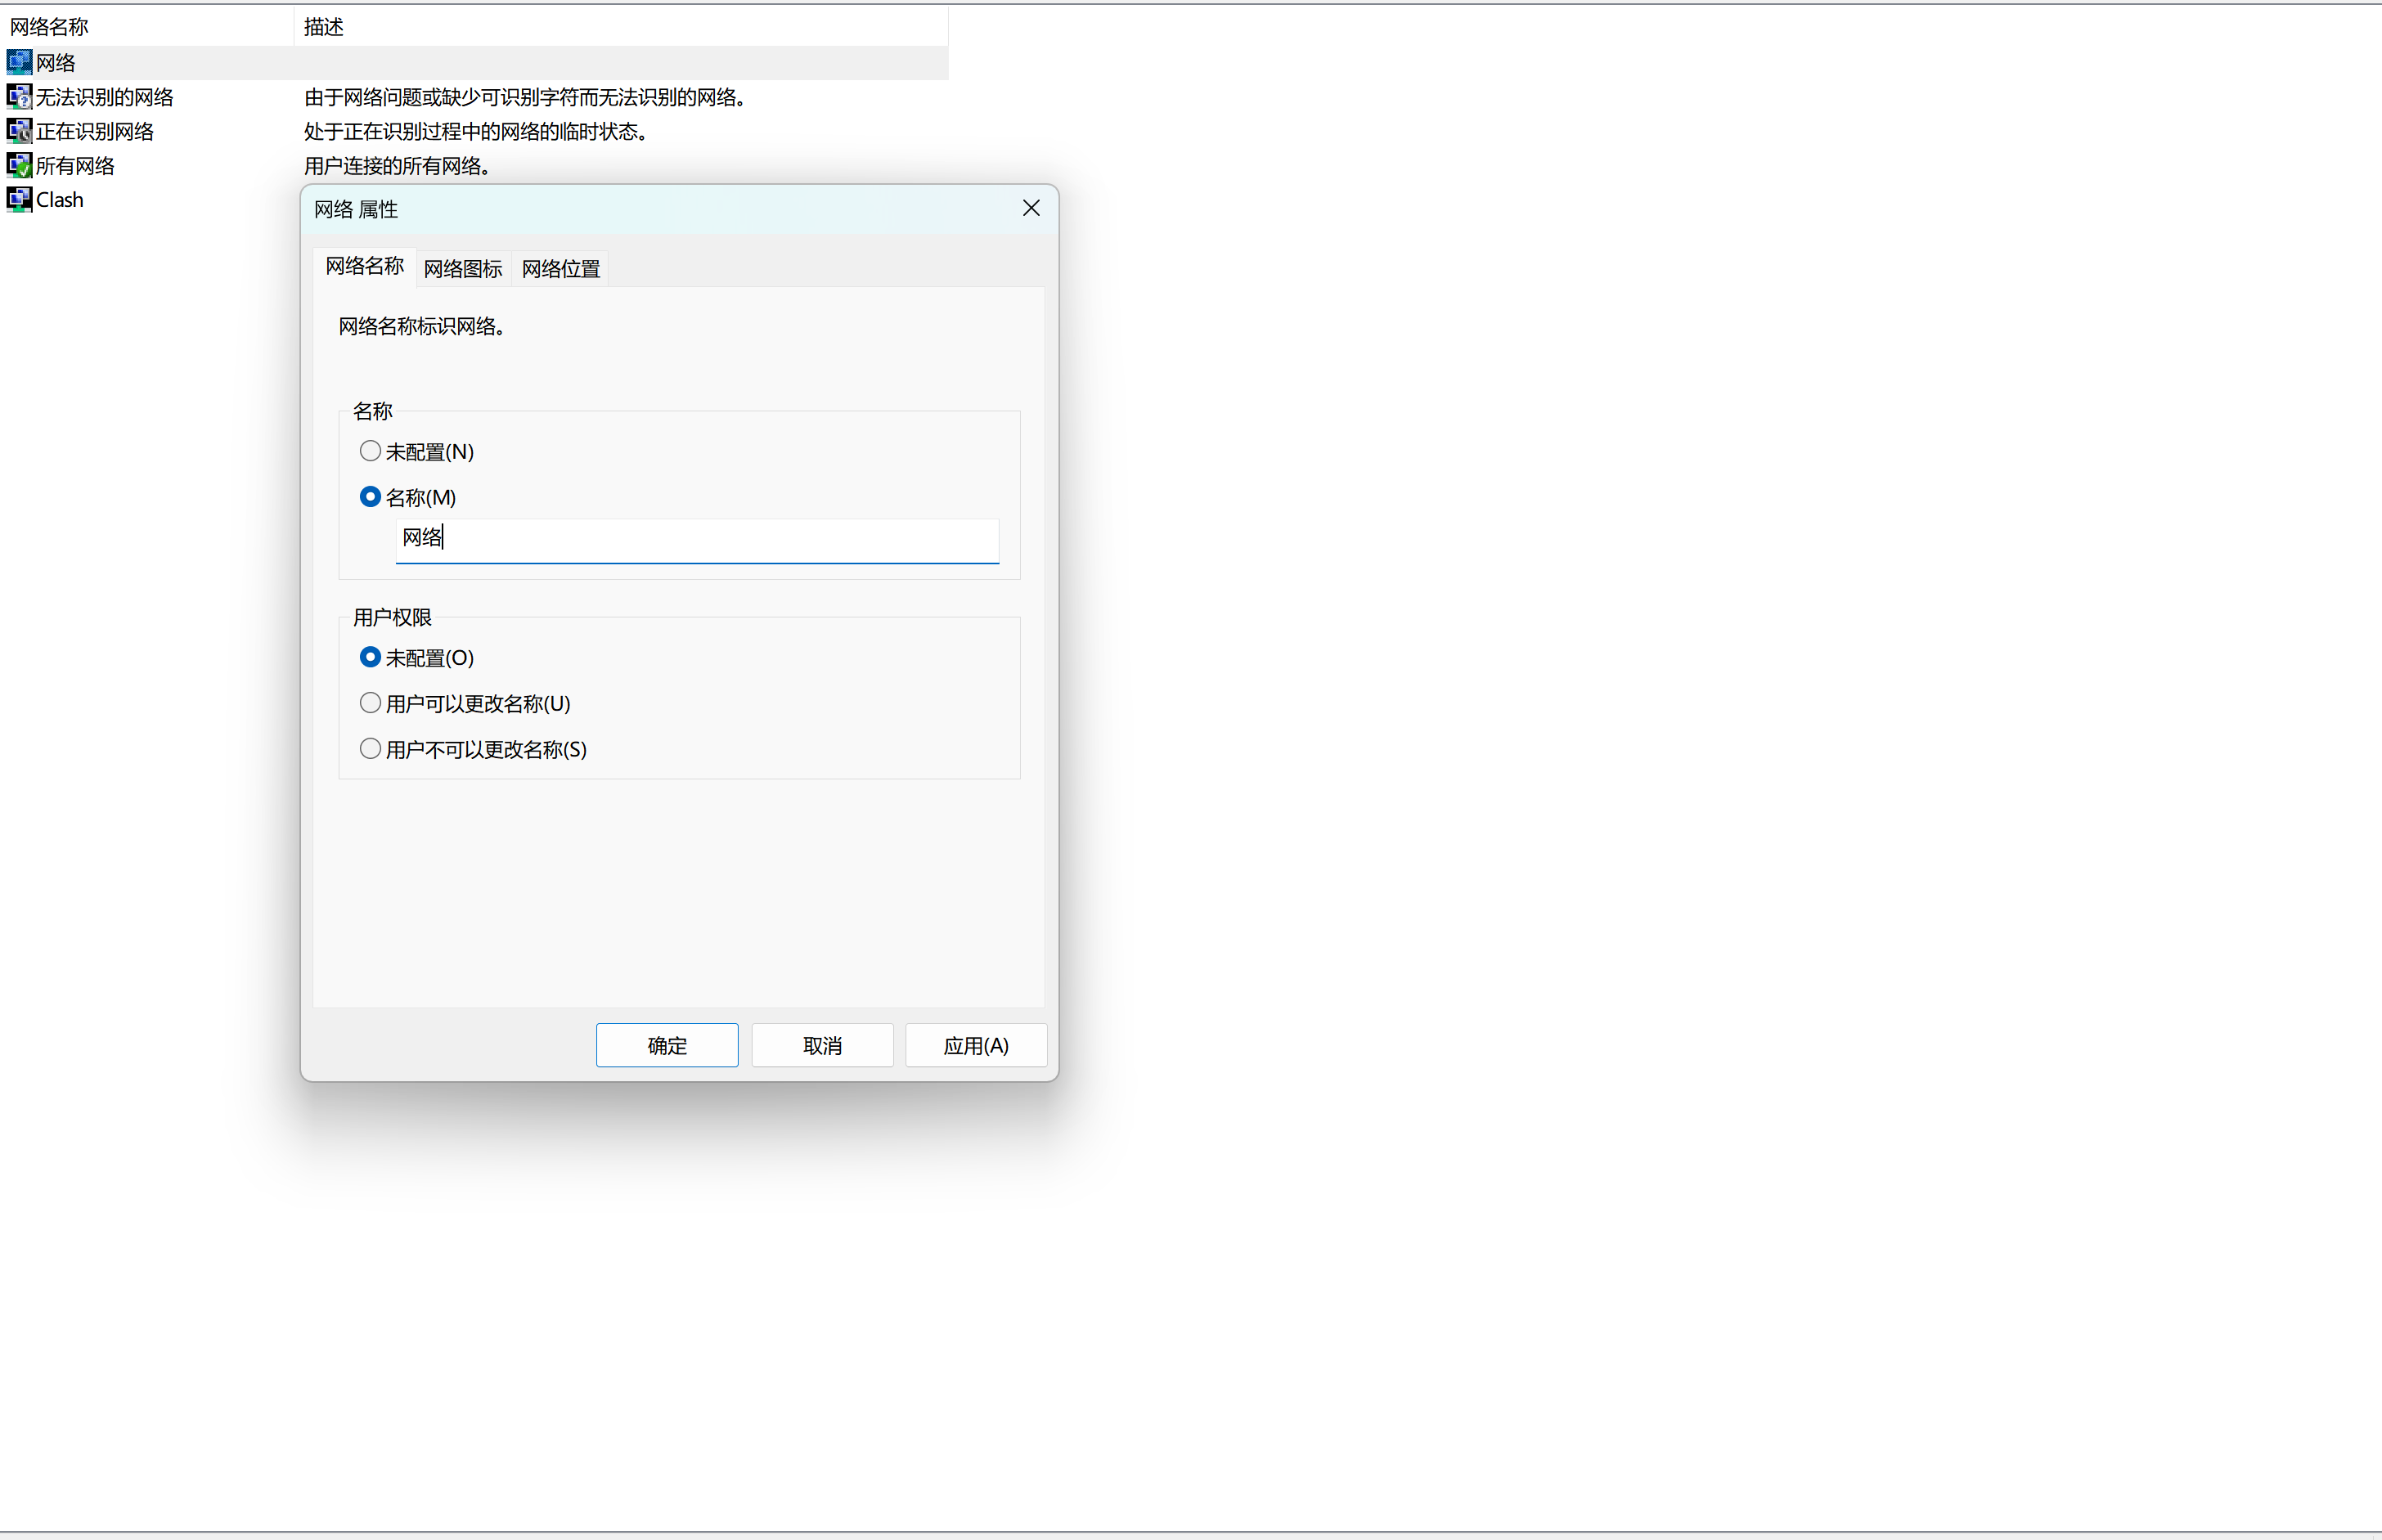 网络名称 描述
网络
无法识别的网络 由于网络问题或缺少可识别字符而无法识别的网络。
正在识别网络 处于正在识别过程中的网络的临时状态。
所有网络 用户连接的所有网络。
Clash
网络 属性
网络名称 网络图标 网络位置
网络名称标识网络。
名称
未配置(N)
名称(M)
网络
用户权限
未配置(O)
用户可以更改名称(U)
用户不可以更改名称(S)
确定 取消 应用(A)